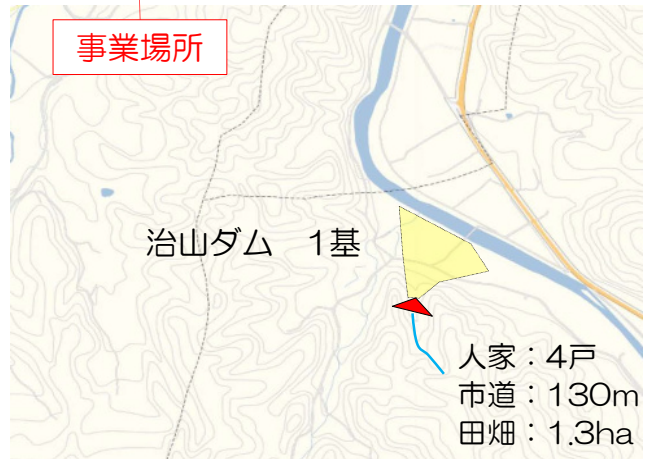 事業場所
治山ダム 1基
人家：4戸
市道：130m
田畑：1.3ha